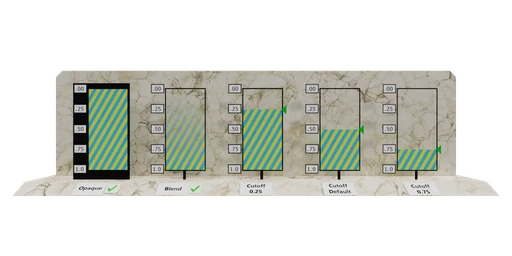 .00 .00 .00 .00 .00
.25 .25 .25 .25 .25
.50 .50 .50 .50 .50
.75 .75 .75 .75 .75
1.0 1.0 1.0 1.0 1.0
Opaque ✓ Blend ✓ Cutoff Cutoff Cutoff
0.25 Default 0.75